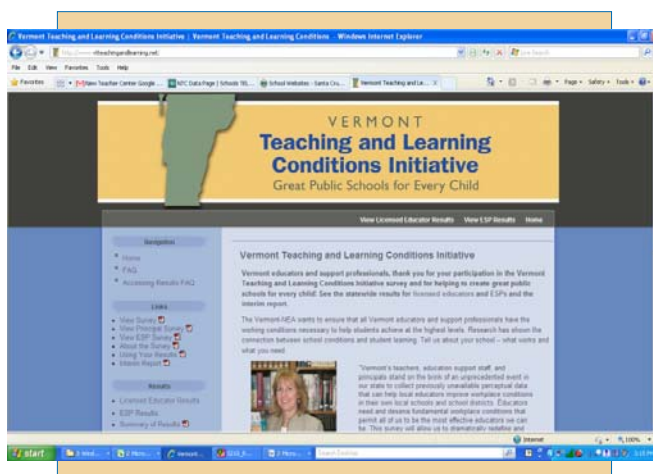 Vermont Teaching and Learning Conditions Initiative | Vermont Teaching and Learning Conditions - Windows Internet Explorer
File Edit View Favorites Tools Help
Favorites
Page Safety Tools
VERMONT
Teaching and Learning
Conditions Initiative
Great Public Schools for Every Child
View Licensed Educator Results View ESP Results Home
Navigation
Home
FAQ
Accessing Results FAQ
Links
View Survey
View Principal Survey
View ESP Survey
About the Survey
Using Your Results
Interim Report
Results
Licensed Educator Results
ESP Results
Summary of Results
Vermont Teaching and Learning Conditions Initiative
Vermont educators and support professionals, thank you for your participation in the Vermont
Teaching and Learning Conditions Initiative survey and for helping to create great public
schools for every child! See the statewide results for licensed educators and ESPs and the
interim report.
The Vermont-NEA wants to ensure that all Vermont educators and support professionals have the
working conditions necessary to help students achieve at the highest levels. Research has shown the
connection between school conditions and student learning. Tell us about your school – what works and
what you need.
"Vermont's teachers, education support staff, and
principals stand on the brink of an unprecedented event in
our state to collect previously unavailable perceptual data
that can help local educators improve workplace conditions
in their own local schools and school districts. Educators
need and deserve fundamental workplace conditions that
permit all of us to be the most effective educators we can
be. This survey will allow us to dramatically redefine and
Internet
100%
start
Search Desktop